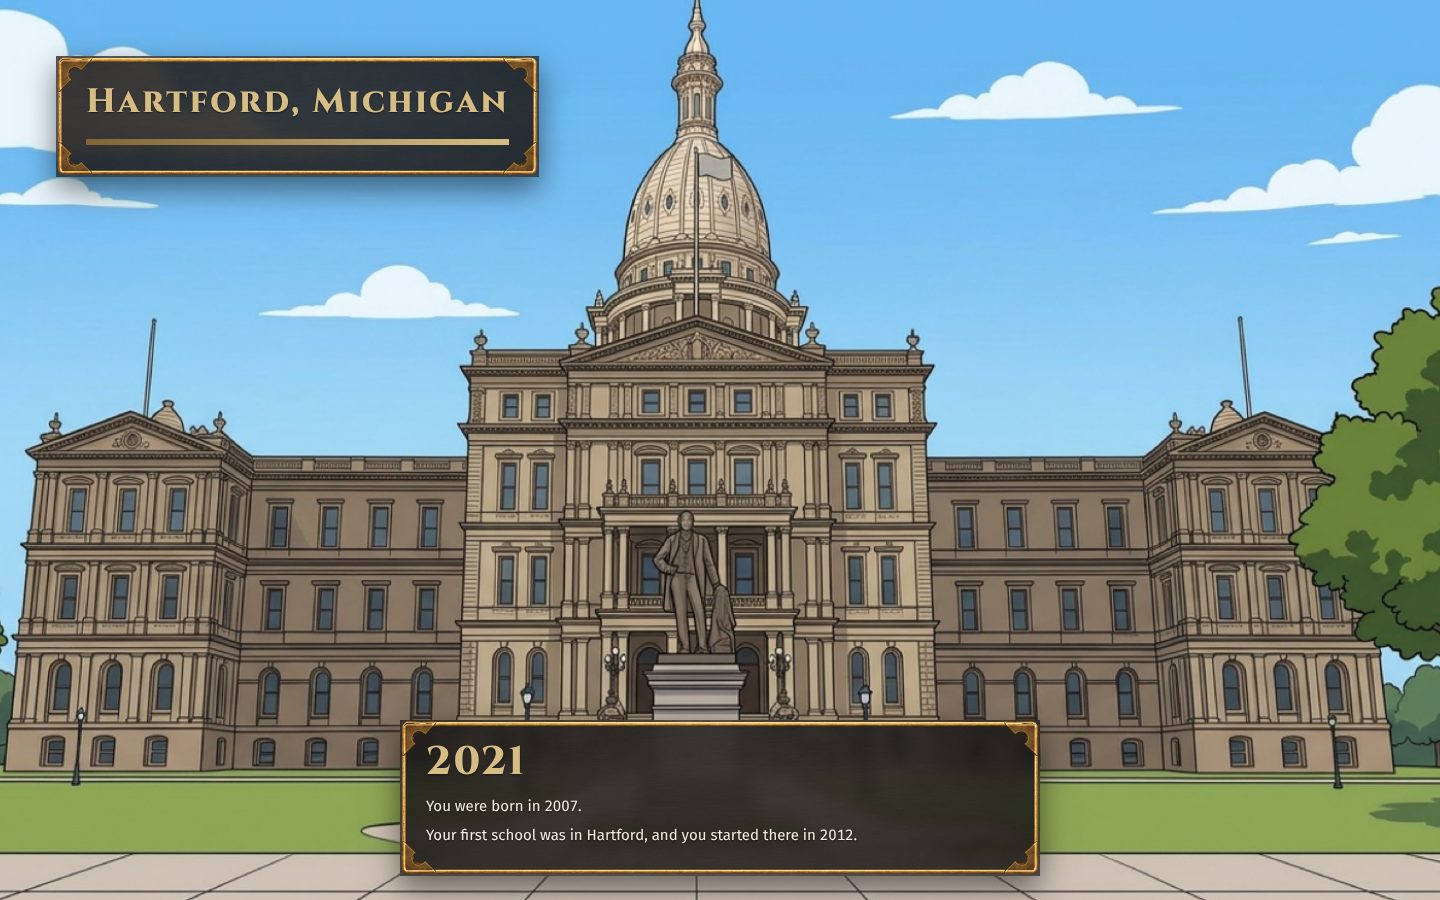 Hartford, Michigan
2021
You were born in 2007.
Your first school was in Hartford, and you started there in 2012.